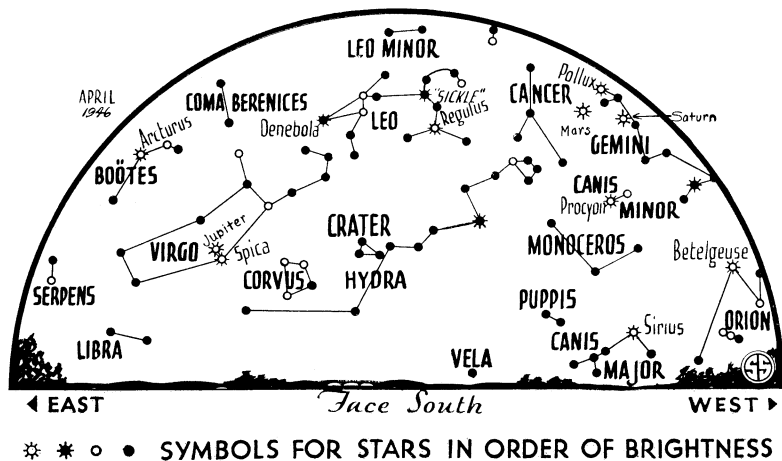 LEO MINOR
Pollux
APRIL
1946
COMA BERENICES
"SICKLE"
CANCER
Regulus
Arcturus
Denebola
LEO
Mars
Saturn
GEMINI
BOÖTES
CANIS
Procyon
MINOR
Jupiter
VIRGO
Spica
CRATER
MONOCEROS
Betelgeuse
CORVUS
HYDRA
SERPENS
PUPPIS
Sirius
ORION
LIBRA
CANIS
VELA
MAJOR
SS
EAST
Face South
WEST
SYMBOLS FOR STARS IN ORDER OF BRIGHTNESS